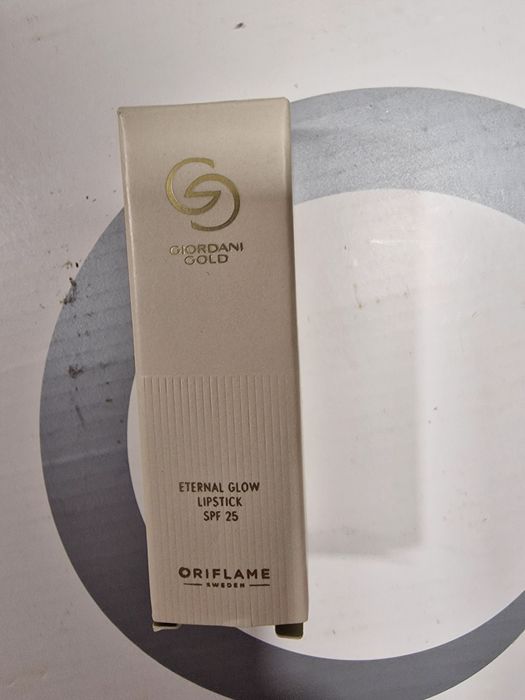 GIORDANI
GOLD
ETERNAL GLOW
LIPSTICK
SPF 25
ORIFLAME
SWEDEN